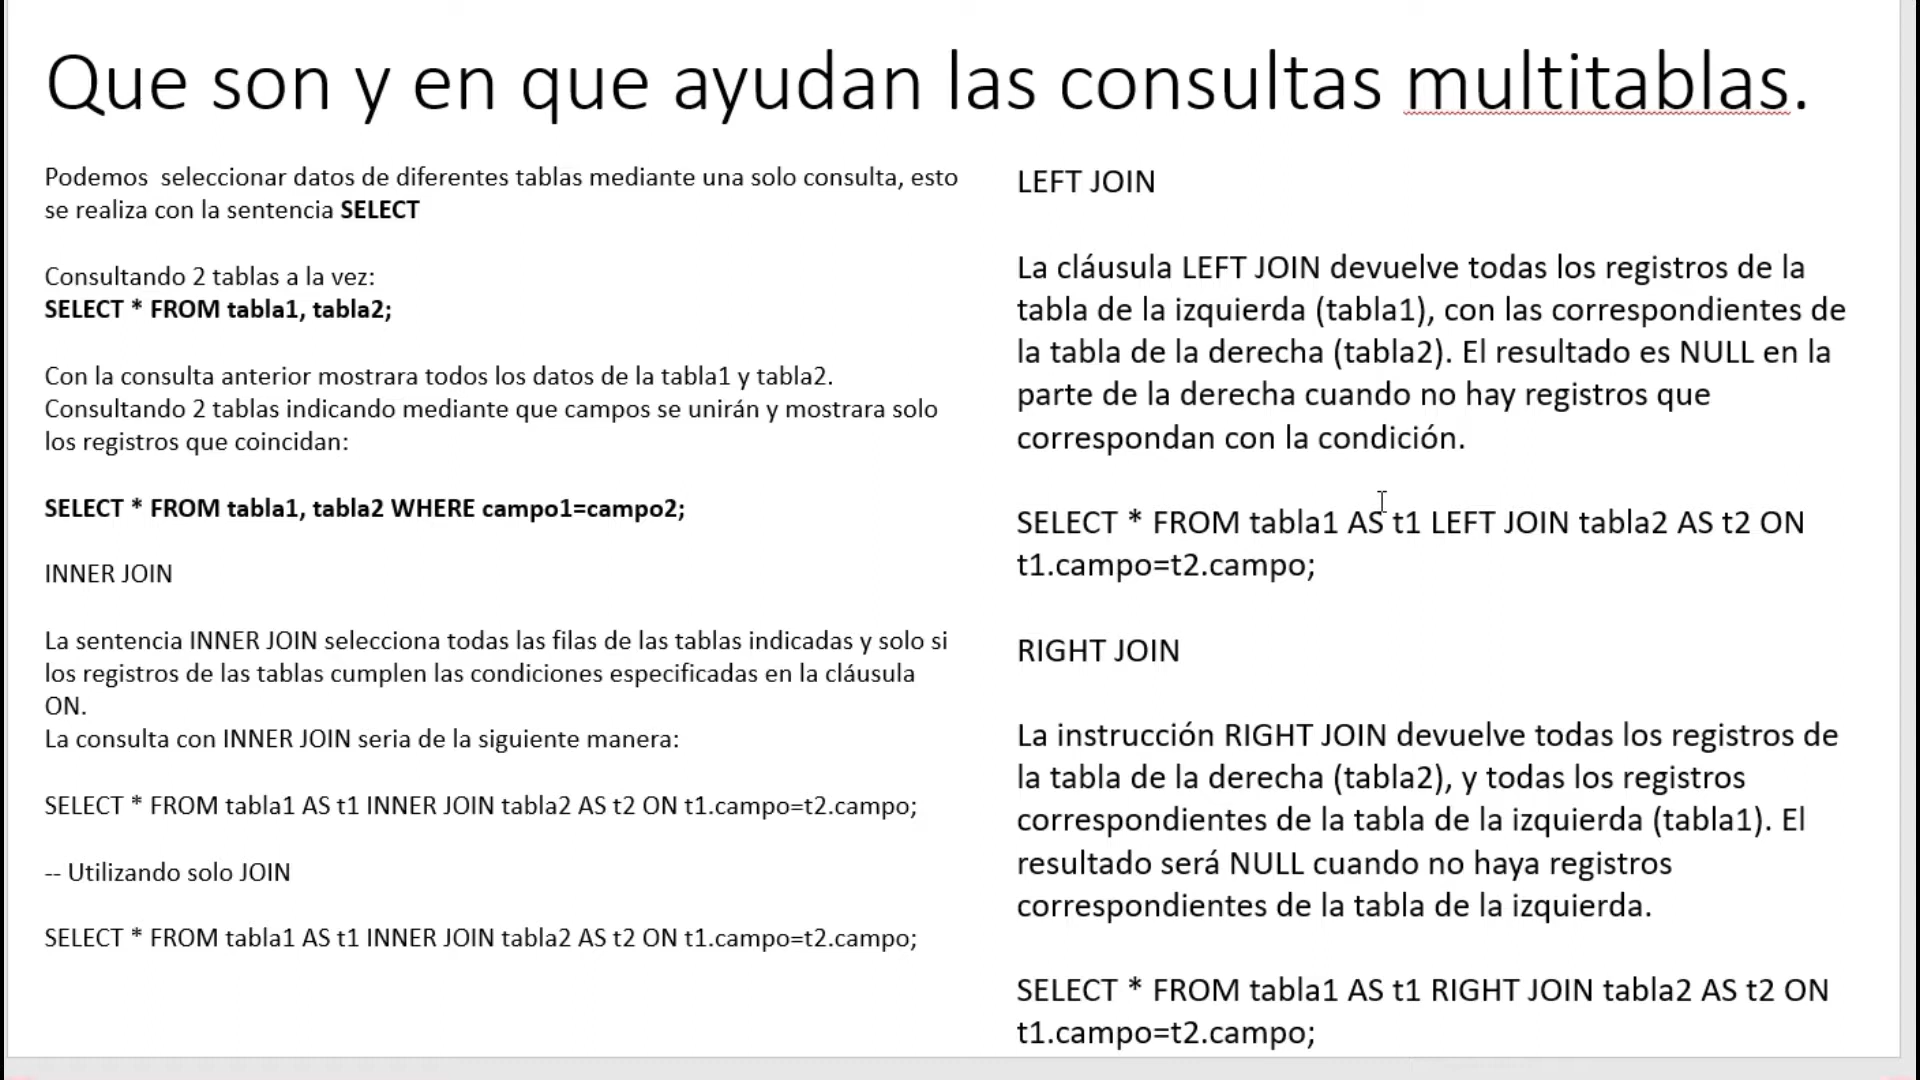 Que son y en que ayudan las consultas multitablas.
Podemos  seleccionar datos de diferentes tablas mediante una solo consulta, esto
se realiza con la sentencia SELECT
Consultando 2 tablas a la vez:
SELECT * FROM tabla1, tabla2;
Con la consulta anterior mostrara todos los datos de la tabla1 y tabla2.
Consultando 2 tablas indicando mediante que campos se unirán y mostrara solo
los registros que coincidan:
SELECT * FROM tabla1, tabla2 WHERE campo1=campo2;
INNER JOIN
La sentencia INNER JOIN selecciona todas las filas de las tablas indicadas y solo si
los registros de las tablas cumplen las condiciones especificadas en la cláusula
ON.
La consulta con INNER JOIN seria de la siguiente manera:
SELECT * FROM tabla1 AS t1 INNER JOIN tabla2 AS t2 ON t1.campo=t2.campo;
-- Utilizando solo JOIN
SELECT * FROM tabla1 AS t1 INNER JOIN tabla2 AS t2 ON t1.campo=t2.campo;
LEFT JOIN
La cláusula LEFT JOIN devuelve todas los registros de la
tabla de la izquierda (tabla1), con las correspondientes de
la tabla de la derecha (tabla2). El resultado es NULL en la
parte de la derecha cuando no hay registros que
correspondan con la condición.
SELECT * FROM tabla1 AS t1 LEFT JOIN tabla2 AS t2 ON
t1.campo=t2.campo;
RIGHT JOIN
La instrucción RIGHT JOIN devuelve todas los registros de
la tabla de la derecha (tabla2), y todas los registros
correspondientes de la tabla de la izquierda (tabla1). El
resultado será NULL cuando no haya registros
correspondientes de la tabla de la izquierda.
SELECT * FROM tabla1 AS t1 RIGHT JOIN tabla2 AS t2 ON
t1.campo=t2.campo;